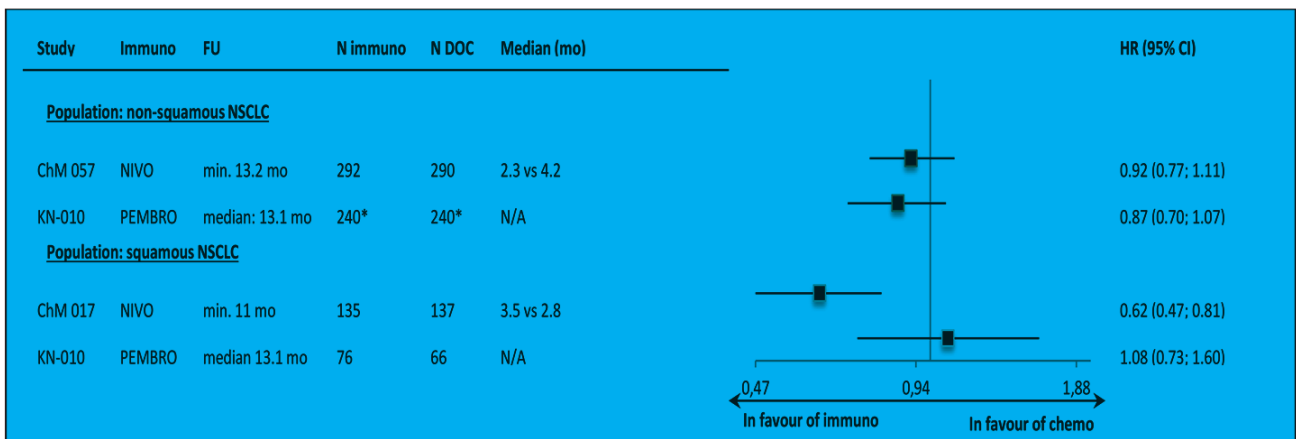 Study Immuno FU N immuno N DOC Median (mo) HR (95% CI)
Population: non-squamous NSCLC
ChM 057 NIVO min. 13.2 mo 292 290 2.3 vs 4.2 0.92 (0.77; 1.11)
KN-010 PEMBRO median: 13.1 mo 240* 240* N/A 0.87 (0.70; 1.07)
Population: squamous NSCLC
ChM 017 NIVO min. 11 mo 135 137 3.5 vs 2.8 0.62 (0.47; 0.81)
KN-010 PEMBRO median 13.1 mo 76 66 N/A 1.08 (0.73; 1.60)
0,47 0,94 1,88
In favour of immuno In favour of chemo